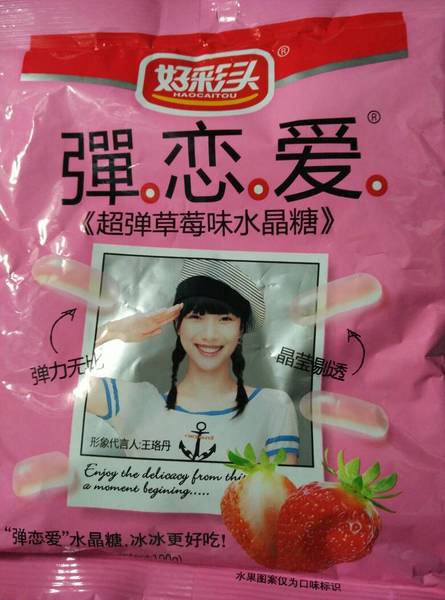 好彩头®
HAOCAITOU
彈.恋.爱.®
《超弹草莓味水晶糖》
弹力无比
晶莹剔透
形象代言人:王珞丹
Enjoy the delicacy from this
a moment begining.....
"弹恋爱"水晶糖,冰冰更好吃!
水果图案仅为口味标识